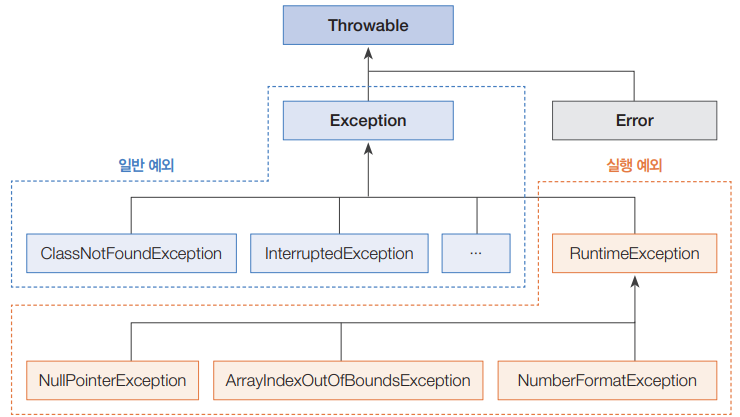 Throwable
Exception
Error
일반 예외
실행 예외
ClassNotFoundException
InterruptedException
...
RuntimeException
NullPointerException
ArrayIndexOutOfBoundsException
NumberFormatException